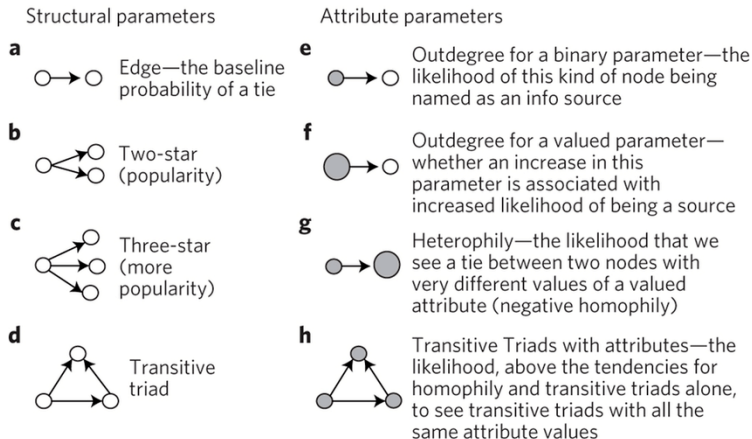 Structural parameters
a
Edge—the baseline
probability of a tie
b
Two-star
(popularity)
c
Three-star
(more
popularity)
d
Transitive
triad
Attribute parameters
e
Outdegree for a binary parameter—the
likelihood of this kind of node being
named as an info source
f
Outdegree for a valued parameter—
whether an increase in this
parameter is associated with
increased likelihood of being a source
g
Heterophily—the likelihood that we
see a tie between two nodes with
very different values of a valued
attribute (negative homophily)
h
Transitive Triads with attributes—the
likelihood, above the tendencies for
homophily and transitive triads alone,
to see transitive triads with all the
same attribute values